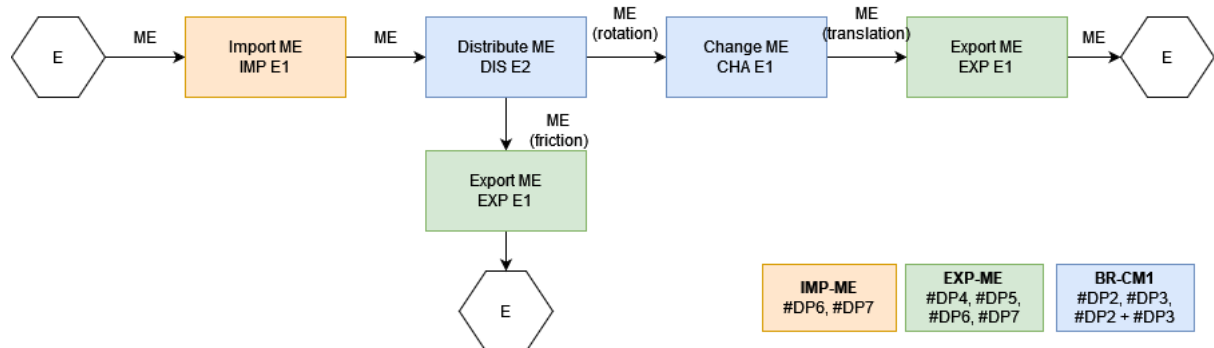 E
ME
Import ME
IMP E1
ME
Distribute ME
DIS E2
ME
(rotation)
Change ME
CHA E1
ME
(translation)
Export ME
EXP E1
ME
E
ME
(friction)
Export ME
EXP E1
E
IMP-ME
#DP6, #DP7
EXP-ME
#DP4, #DP5,
#DP6, #DP7
BR-CM1
#DP2, #DP3,
#DP2 + #DP3